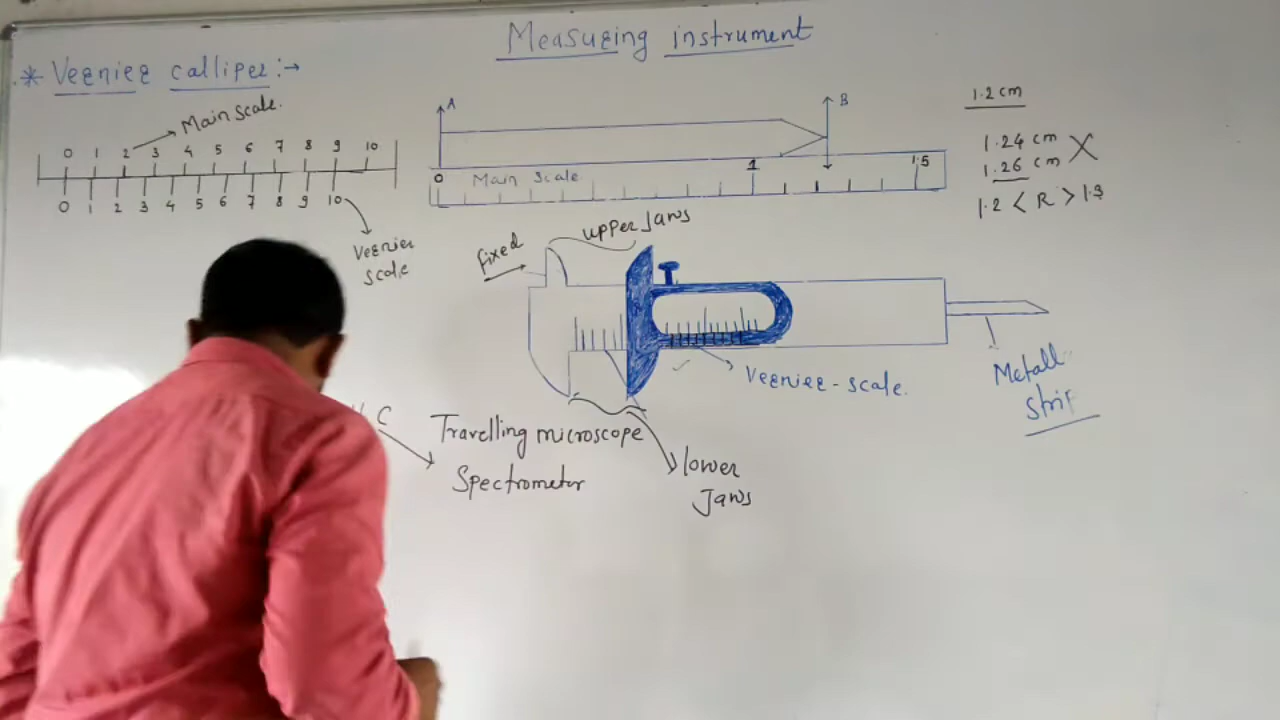 Measuring instrument
* Vernier calliper :→
Main scale.
0 1 2 3 4 5 6 7 8 9 10
0 1 2 3 4 5 6 7 8 9 10
Vernier
scale
A
B
0 1 1.5
Main Scale
1.2 cm
1.24 cm
1.26 cm
X
1.2 < R > 1.3
fixed
upper Jaws
Vernier-scale.
Metall
Strip
C
Travelling microscope
Spectrometer
lower
Jaws